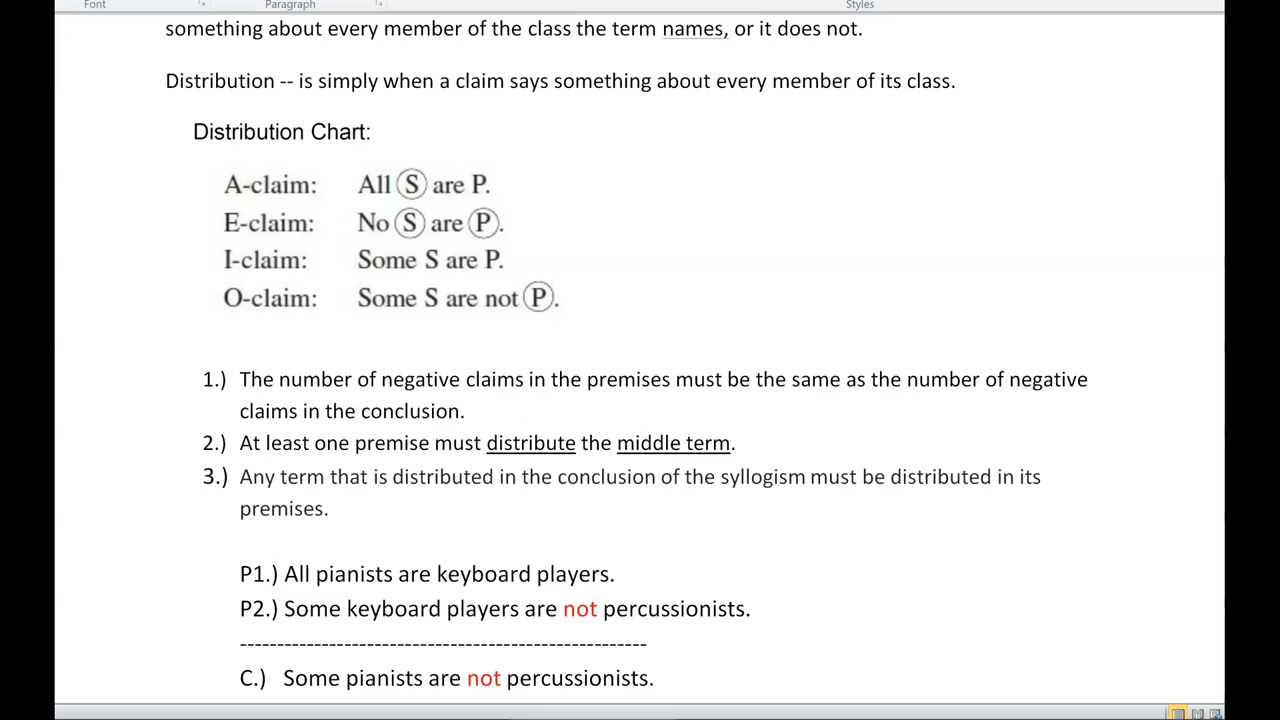 Font Paragraph Styles
something about every member of the class the term names, or it does not.
Distribution -- is simply when a claim says something about every member of its class.
Distribution Chart:
A-claim: All S are P.
E-claim: No S are P.
I-claim: Some S are P.
O-claim: Some S are not P.
1.) The number of negative claims in the premises must be the same as the number of negative
claims in the conclusion.
2.) At least one premise must distribute the middle term.
3.) Any term that is distributed in the conclusion of the syllogism must be distributed in its
premises.
P1.) All pianists are keyboard players.
P2.) Some keyboard players are not percussionists.
-----------------------------------------------------
C.) Some pianists are not percussionists.